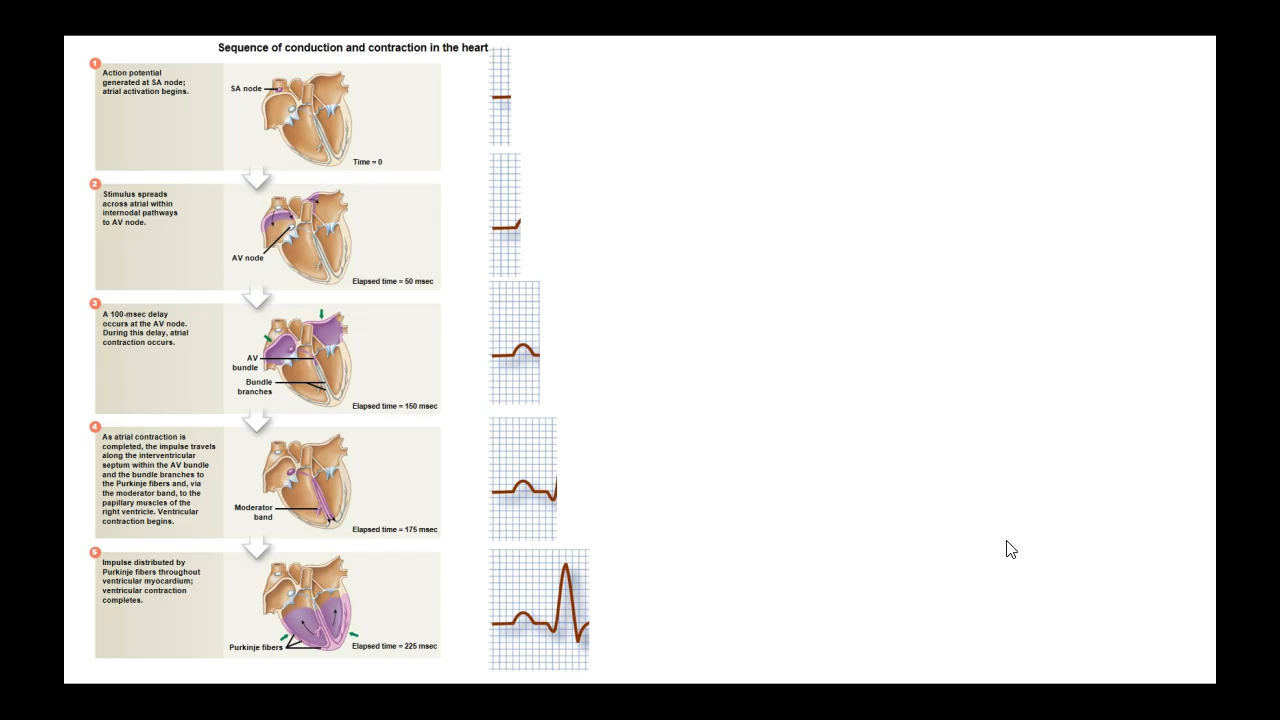 Sequence of conduction and contraction in the heart
1
Action potential
generated at SA node;
atrial activation begins.
SA node
Time = 0
2
Stimulus spreads
across atrial within
internodal pathways
to AV node.
AV node
Elapsed time = 50 msec
3
A 100-msec delay
occurs at the AV node.
During this delay, atrial
contraction occurs.
AV
bundle
Bundle
branches
Elapsed time = 150 msec
4
As atrial contraction is
completed, the impulse travels
along the interventricular
septum within the AV bundle
and the bundle branches to
the Purkinje fibers and, via
the moderator band, to the
papillary muscles of the
right ventricle. Ventricular
contraction begins.
Moderator
band
Elapsed time = 175 msec
5
Impulse distributed by
Purkinje fibers throughout
ventricular myocardium;
ventricular contraction
completes.
Purkinje fibers
Elapsed time = 225 msec